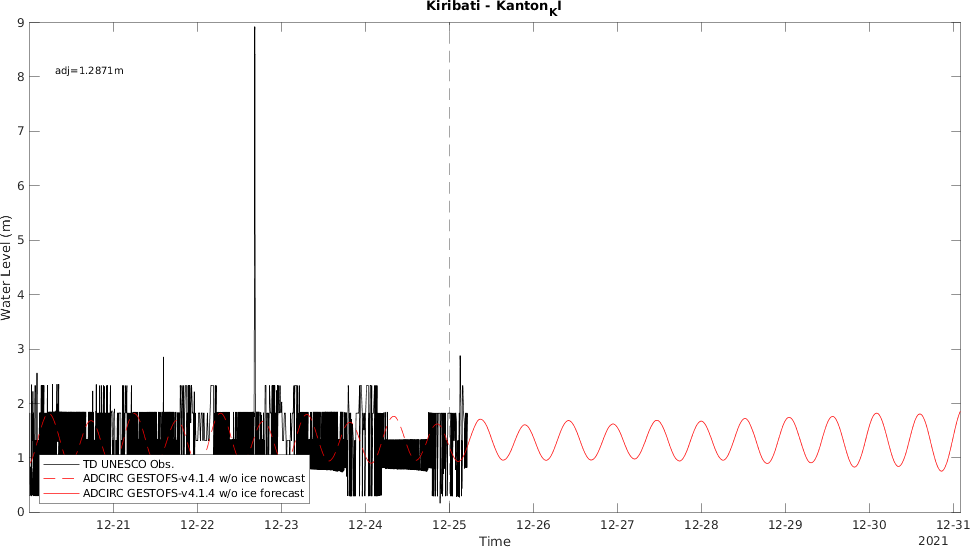 Kiribati - Kanton_KI
9
8
7
6
5
4
3
2
1
0
Water Level (m)
adj=1.2871m
TD UNESCO Obs.
ADCIRC GESTOFS-v4.1.4 w/o ice nowcast
ADCIRC GESTOFS-v4.1.4 w/o ice forecast
12-21 12-22 12-23 12-24 12-25 12-26 12-27 12-28 12-29 12-30 12-31
Time
2021